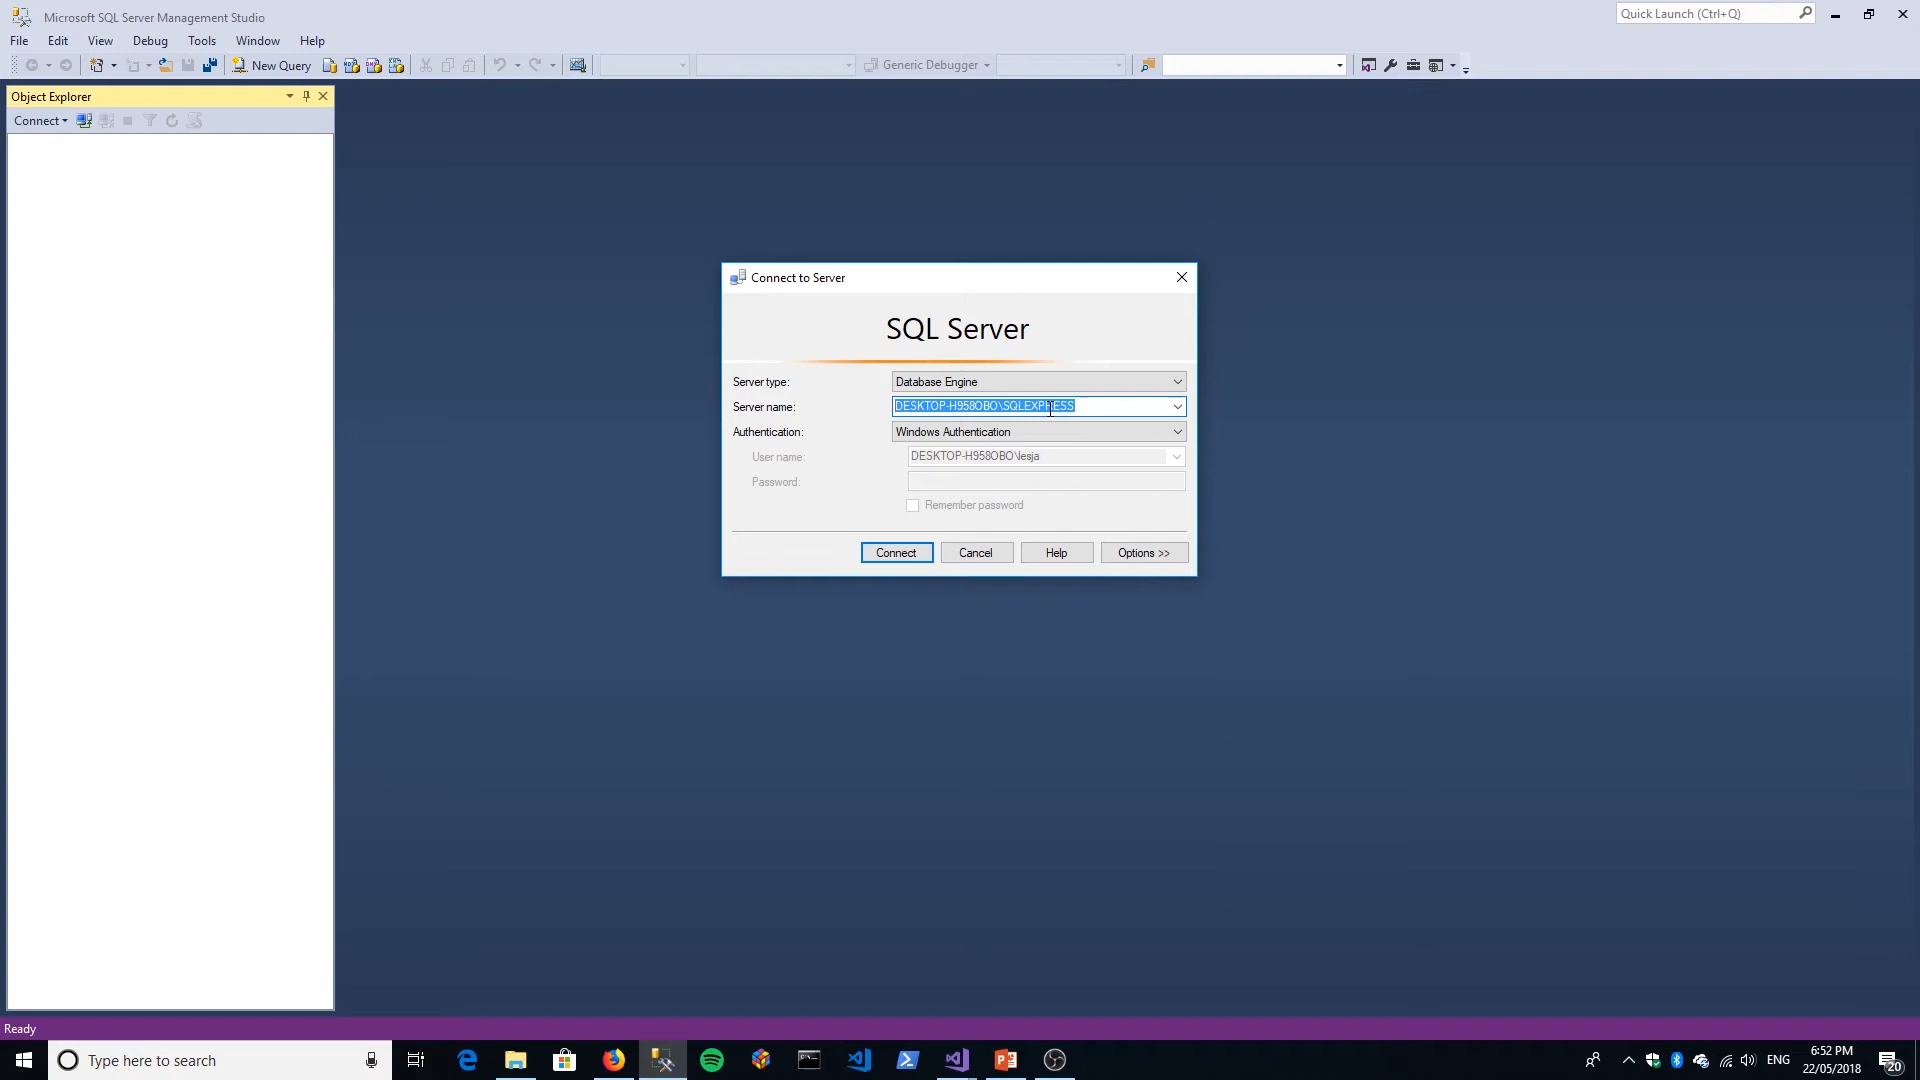 Microsoft SQL Server Management Studio
Quick Launch (Ctrl+Q)
File Edit View Debug Tools Window Help
New Query
Generic Debugger
Object Explorer
Connect
Connect to Server
SQL Server
Server type: Database Engine
Server name: DESKTOP-H958OBO\SQLEXPRESS
Authentication: Windows Authentication
User name: DESKTOP-H958OBO\lesja
Password:
Remember password
Connect Cancel Help Options >>
Ready
Type here to search
ENG
6:52 PM
22/05/2018
20